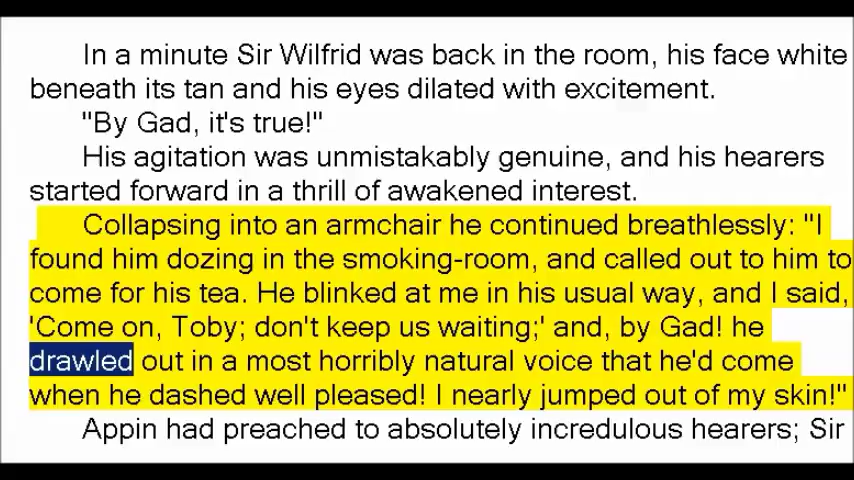 In a minute Sir Wilfrid was back in the room, his face white
beneath its tan and his eyes dilated with excitement.
"By Gad, it's true!"
His agitation was unmistakably genuine, and his hearers
started forward in a thrill of awakened interest.
Collapsing into an armchair he continued breathlessly: "I
found him dozing in the smoking-room, and called out to him to
come for his tea. He blinked at me in his usual way, and I said,
'Come on, Toby; don't keep us waiting;' and, by Gad! he
drawled out in a most horribly natural voice that he'd come
when he dashed well pleased! I nearly jumped out of my skin!"
Appin had preached to absolutely incredulous hearers; Sir